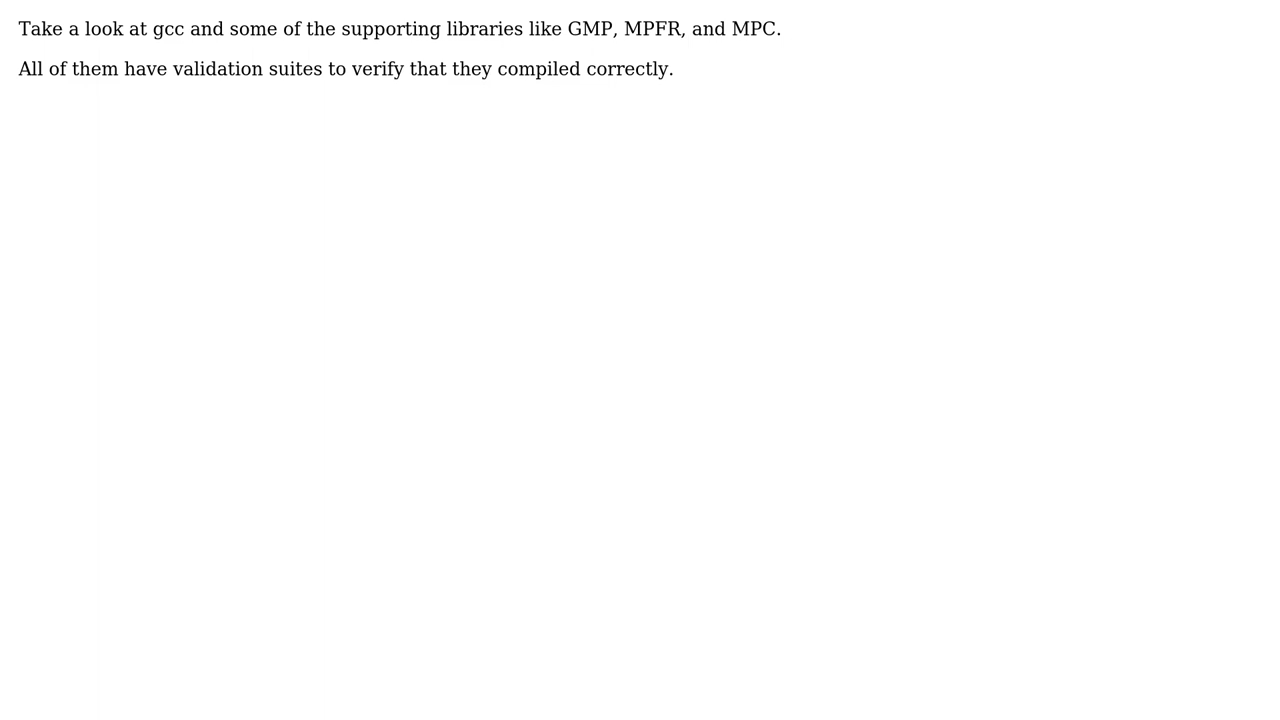 Take a look at gcc and some of the supporting libraries like GMP, MPFR, and MPC.
All of them have validation suites to verify that they compiled correctly.